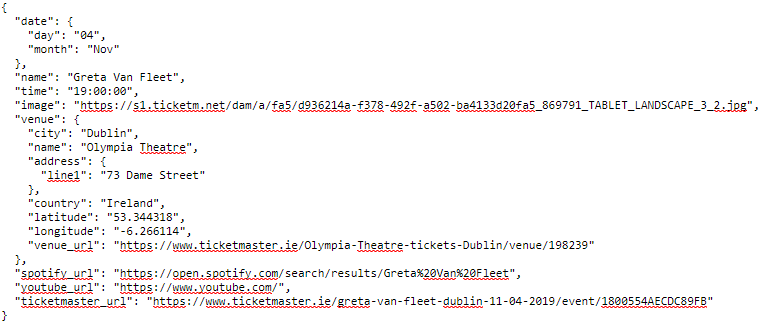 {
"date": {
"day": "04",
"month": "Nov"
},
"name": "Greta Van Fleet",
"time": "19:00:00",
"image": "https://s1.ticketm.net/dam/a/fa5/d936214a-f378-492f-a502-ba4133d20fa5_869791_TABLET_LANDSCAPE_3_2.jpg",
"venue": {
"city": "Dublin",
"name": "Olympia Theatre",
"address": {
"line1": "73 Dame Street"
},
"country": "Ireland",
"latitude": "53.344318",
"longitude": "-6.266114",
"venue_url": "https://www.ticketmaster.ie/Olympia-Theatre-tickets-Dublin/venue/198239"
},
"spotify_url": "https://open.spotify.com/search/results/Greta%20Van%20Fleet",
"youtube_url": "https://www.youtube.com/",
"ticketmaster_url": "https://www.ticketmaster.ie/greta-van-fleet-dublin-11-04-2019/event/1800554AECDC89FB"
}